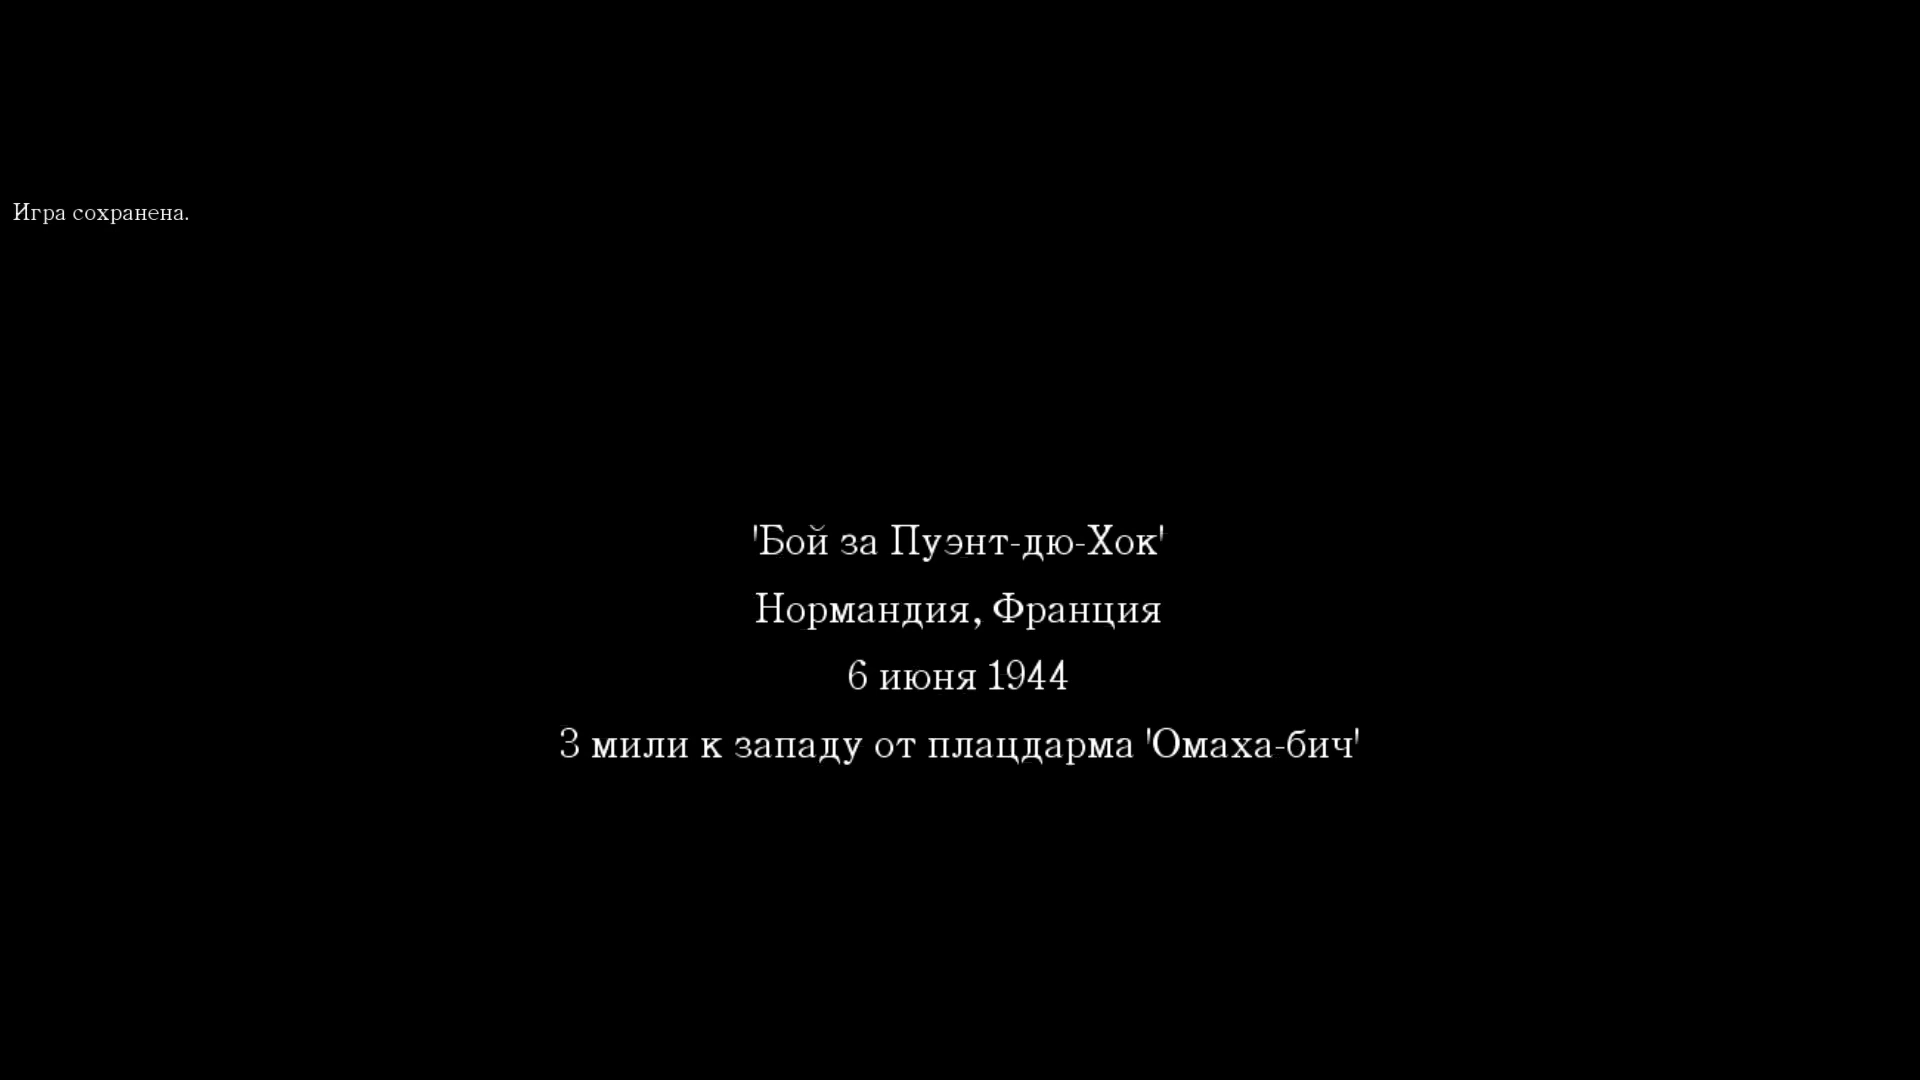 Игра сохранена.
'Бой за Пуэнт-дю-Хок'
Нормандия, Франция
6 июня 1944
3 мили к западу от плацдарма 'Омаха-бич'